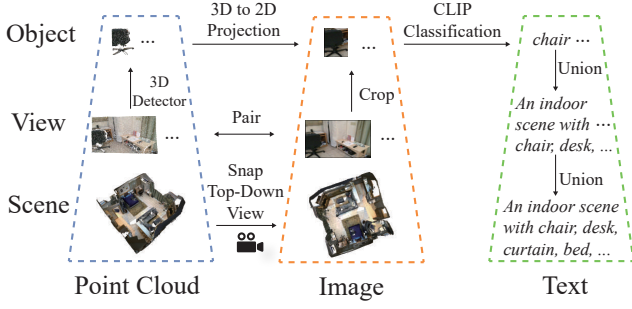 Object
...
3D to 2D
Projection
...
CLIP
Classification
chair ...
3D
Detector
Crop
Union
View
...
Pair
...
An indoor
scene with ...
chair, desk, ...
Scene
Snap
Top-Down
View
Union
An indoor scene
with chair, desk,
curtain, bed, ...
Point Cloud
Image
Text